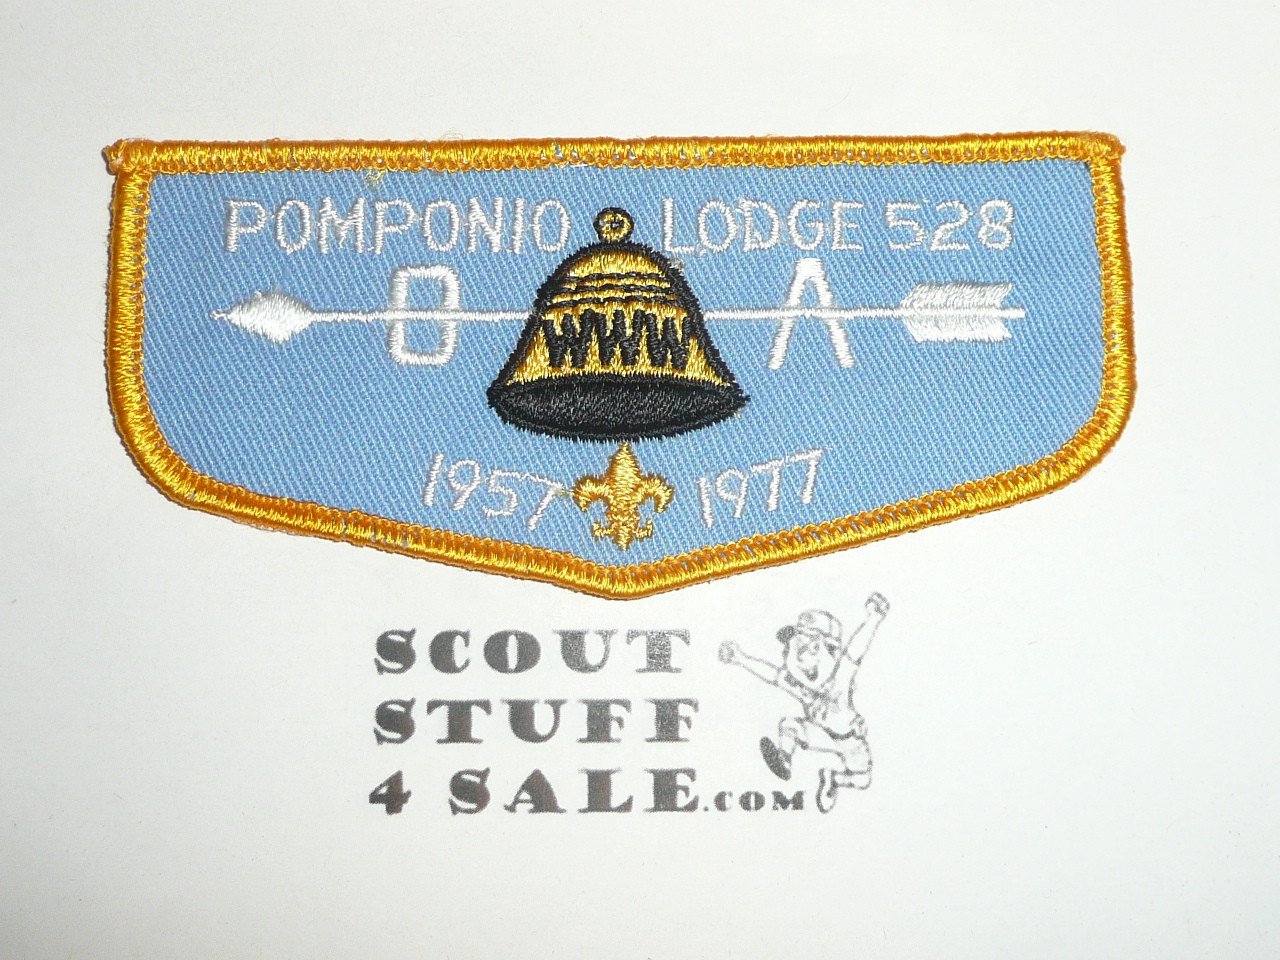 POMPONIO LODGE 528
O A
WWW
1957 1977
SCOUT
STUFF
4 SALE.COM